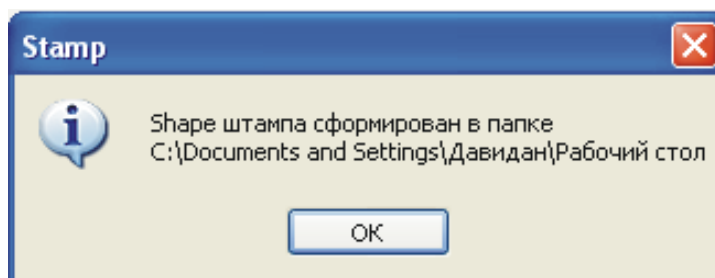 Stamp
Shape штампа сформирован в папке
C:\Documents and Settings\Давидан\Рабочий стол
OK